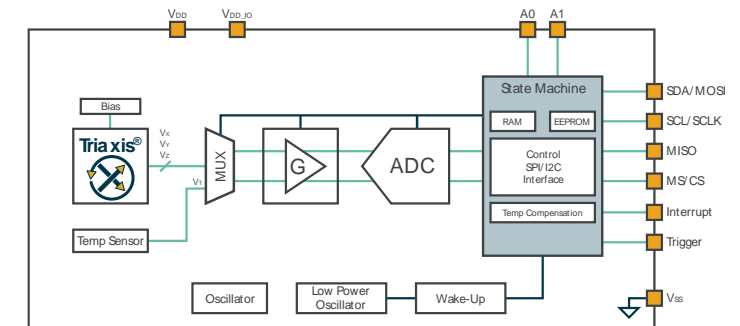 VDD
VDD_IO
A0
A1
Bias
Triaxis®
VX
VY
VZ
VT
MUX
G
ADC
State Machine
RAM
EEPROM
Control
SPI/I2C
Interface
Temp Compensation
SDA/MOSI
SCL/SCLK
MISO
MS/CS
Interrupt
Trigger
Temp Sensor
Oscillator
Low Power
Oscillator
Wake-Up
VSS